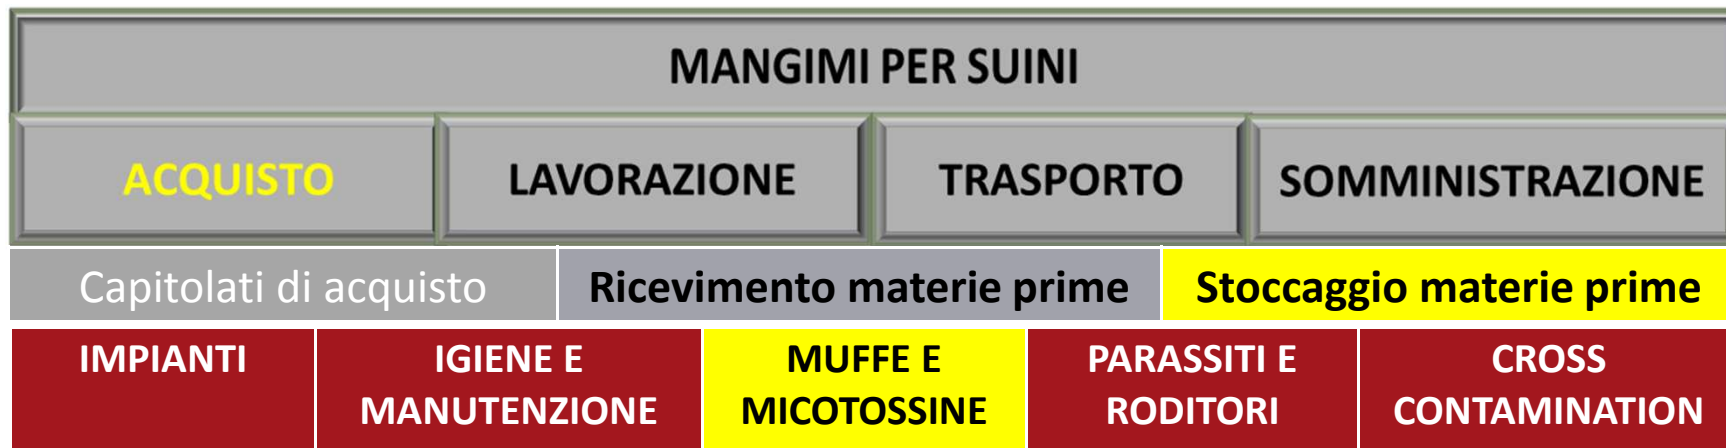 MANGIMI PER SUINI
ACQUISTO LAVORAZIONE TRASPORTO SOMMINISTRAZIONE
Capitolati di acquisto Ricevimento materie prime Stoccaggio materie prime
IMPIANTI IGIENE E MUFFE E PARASSITI E CROSS
MANUTENZIONE MICOTOSSINE RODITORI CONTAMINATION